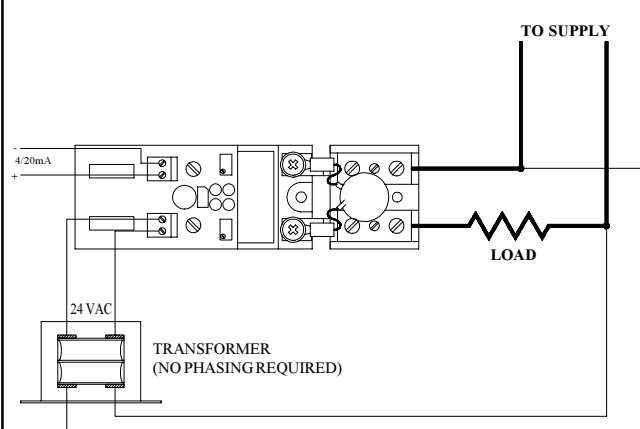 TO SUPPLY
-
4/20mA
+
LOAD
24 VAC
TRANSFORMER
(NO PHASING REQUIRED)